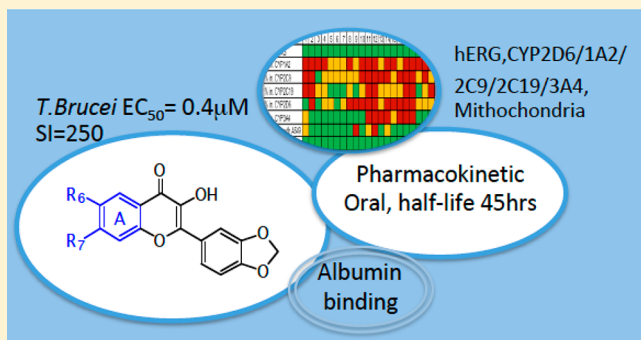 T.Brucei EC50= 0.4μM
SI=250
hERG,CYP2D6/1A2/
2C9/2C19/3A4,
Mithochondria
R6
R7
A
O
OH
O
O
O
Pharmacokinetic
Oral, half-life 45hrs
Albumin
binding